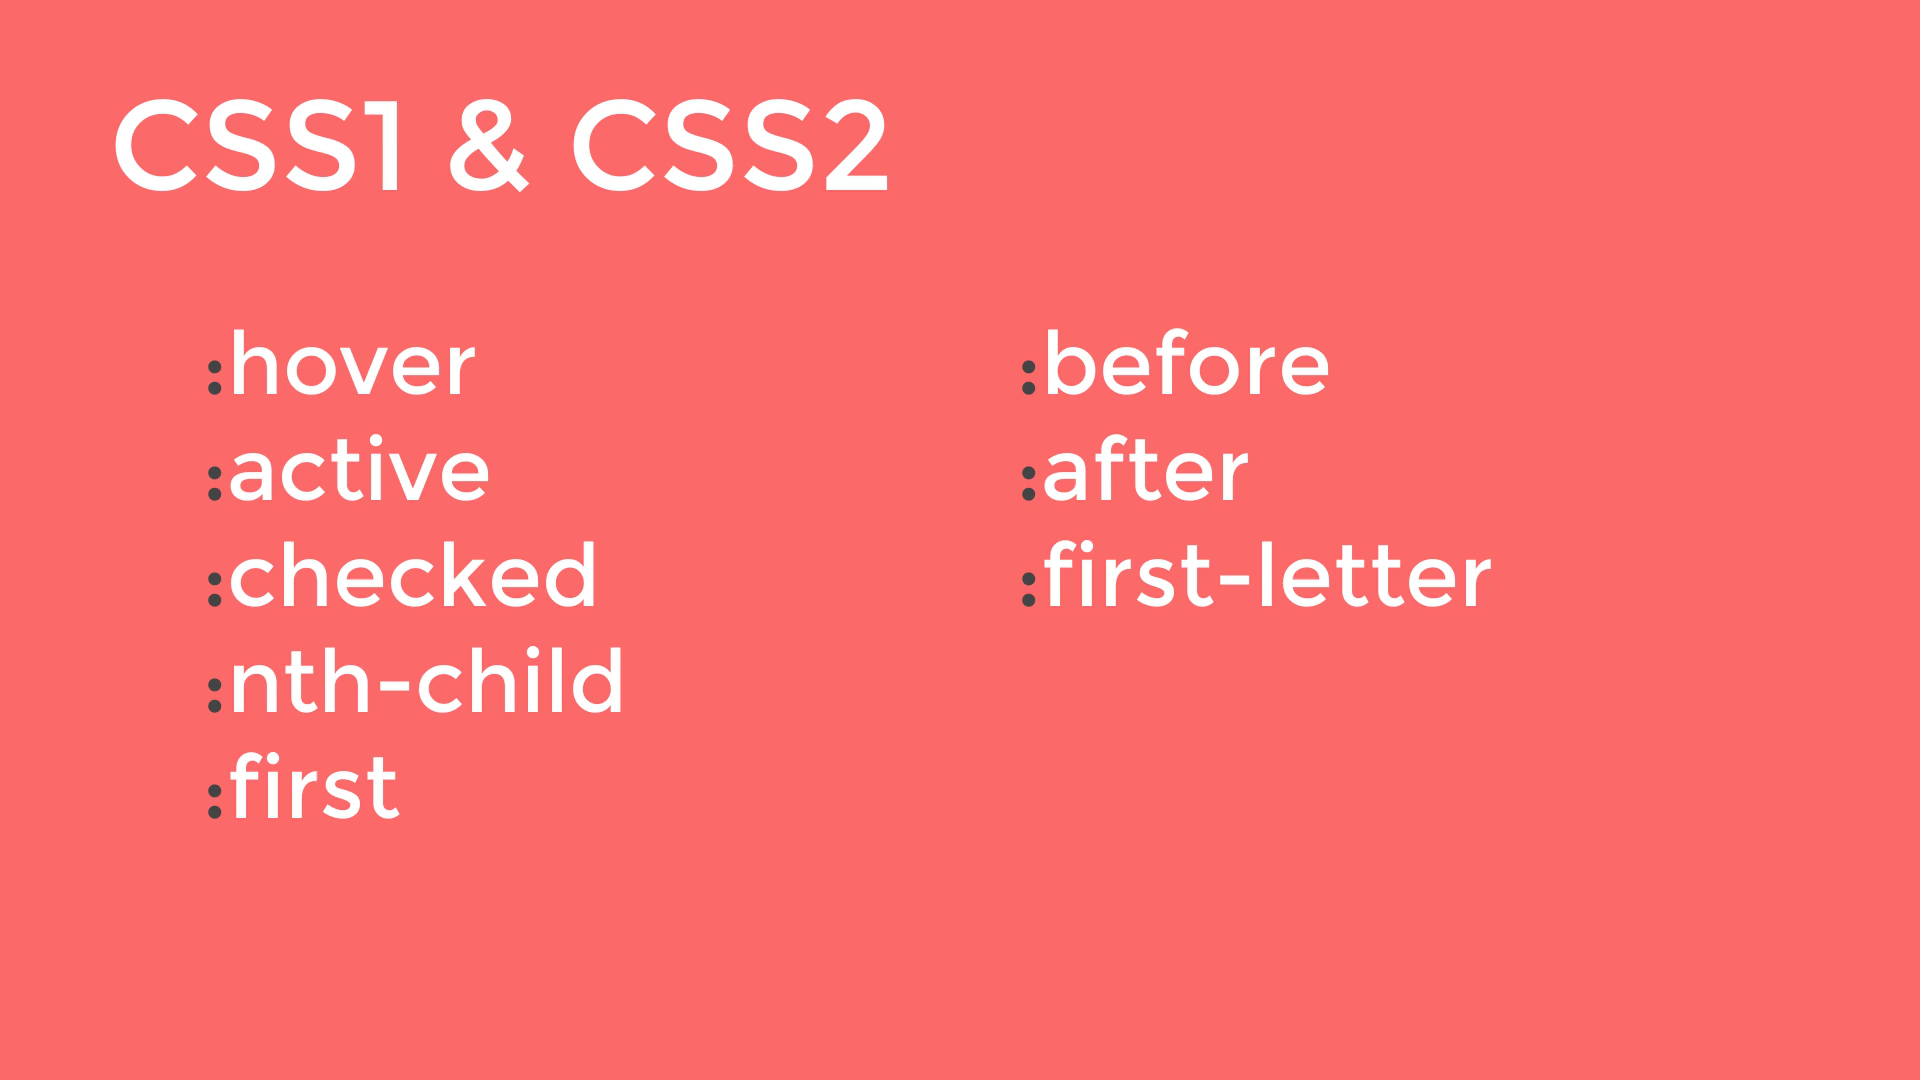 CSS1 & CSS2
:hover
:active
:checked
:nth-child
:first
:before
:after
:first-letter